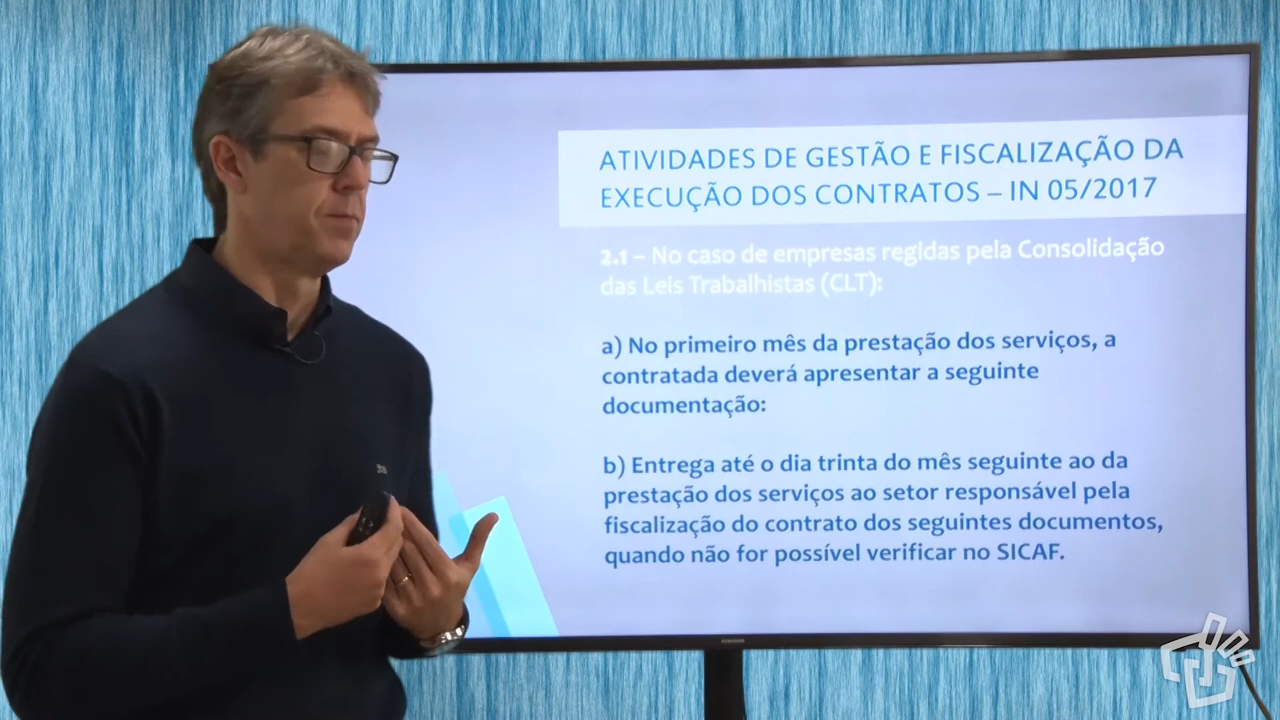 ATIVIDADES DE GESTÃO E FISCALIZAÇÃO DA
EXECUÇÃO DOS CONTRATOS – IN 05/2017
2.1 – No caso de empresas regidas pela Consolidação
das Leis Trabalhistas (CLT):
a) No primeiro mês da prestação dos serviços, a
contratada deverá apresentar a seguinte
documentação:
b) Entrega até o dia trinta do mês seguinte ao da
prestação dos serviços ao setor responsável pela
fiscalização do contrato dos seguintes documentos,
quando não for possível verificar no SICAF.
SAMSUNG